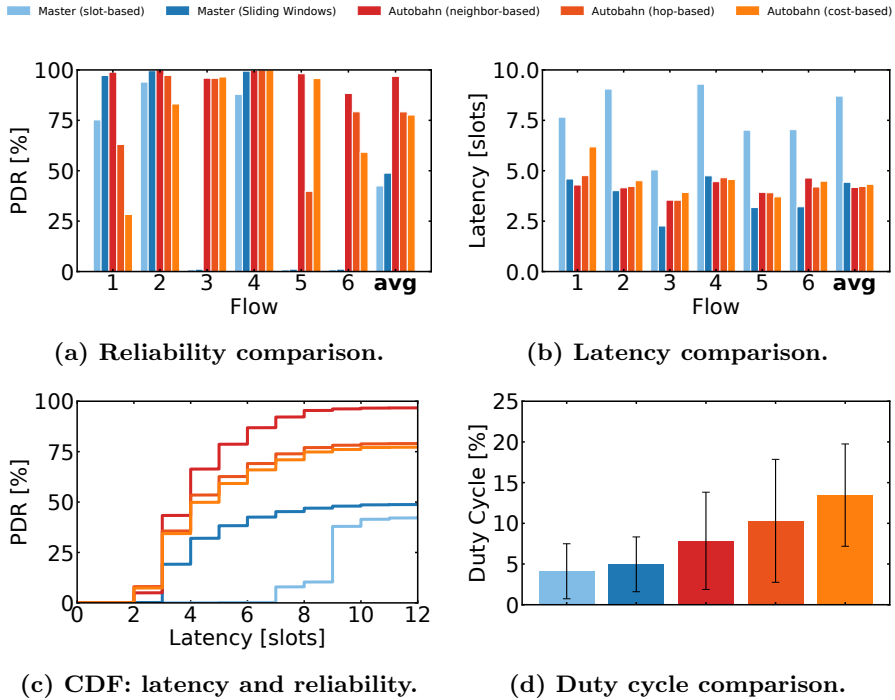 Master (slot-based) Master (Sliding Windows) Autobahn (neighbor-based) Autobahn (hop-based) Autobahn (cost-based)
100
75
50
25
0
PDR [%]
1 2 3 4 5 6 avg
Flow
(a) Reliability comparison.
10.0
7.5
5.0
2.5
0.0
Latency [slots]
1 2 3 4 5 6 avg
Flow
(b) Latency comparison.
100
75
50
25
0
PDR [%]
0 2 4 6 8 10 12
Latency [slots]
(c) CDF: latency and reliability.
25
20
15
10
5
0
Duty Cycle [%]
(d) Duty cycle comparison.